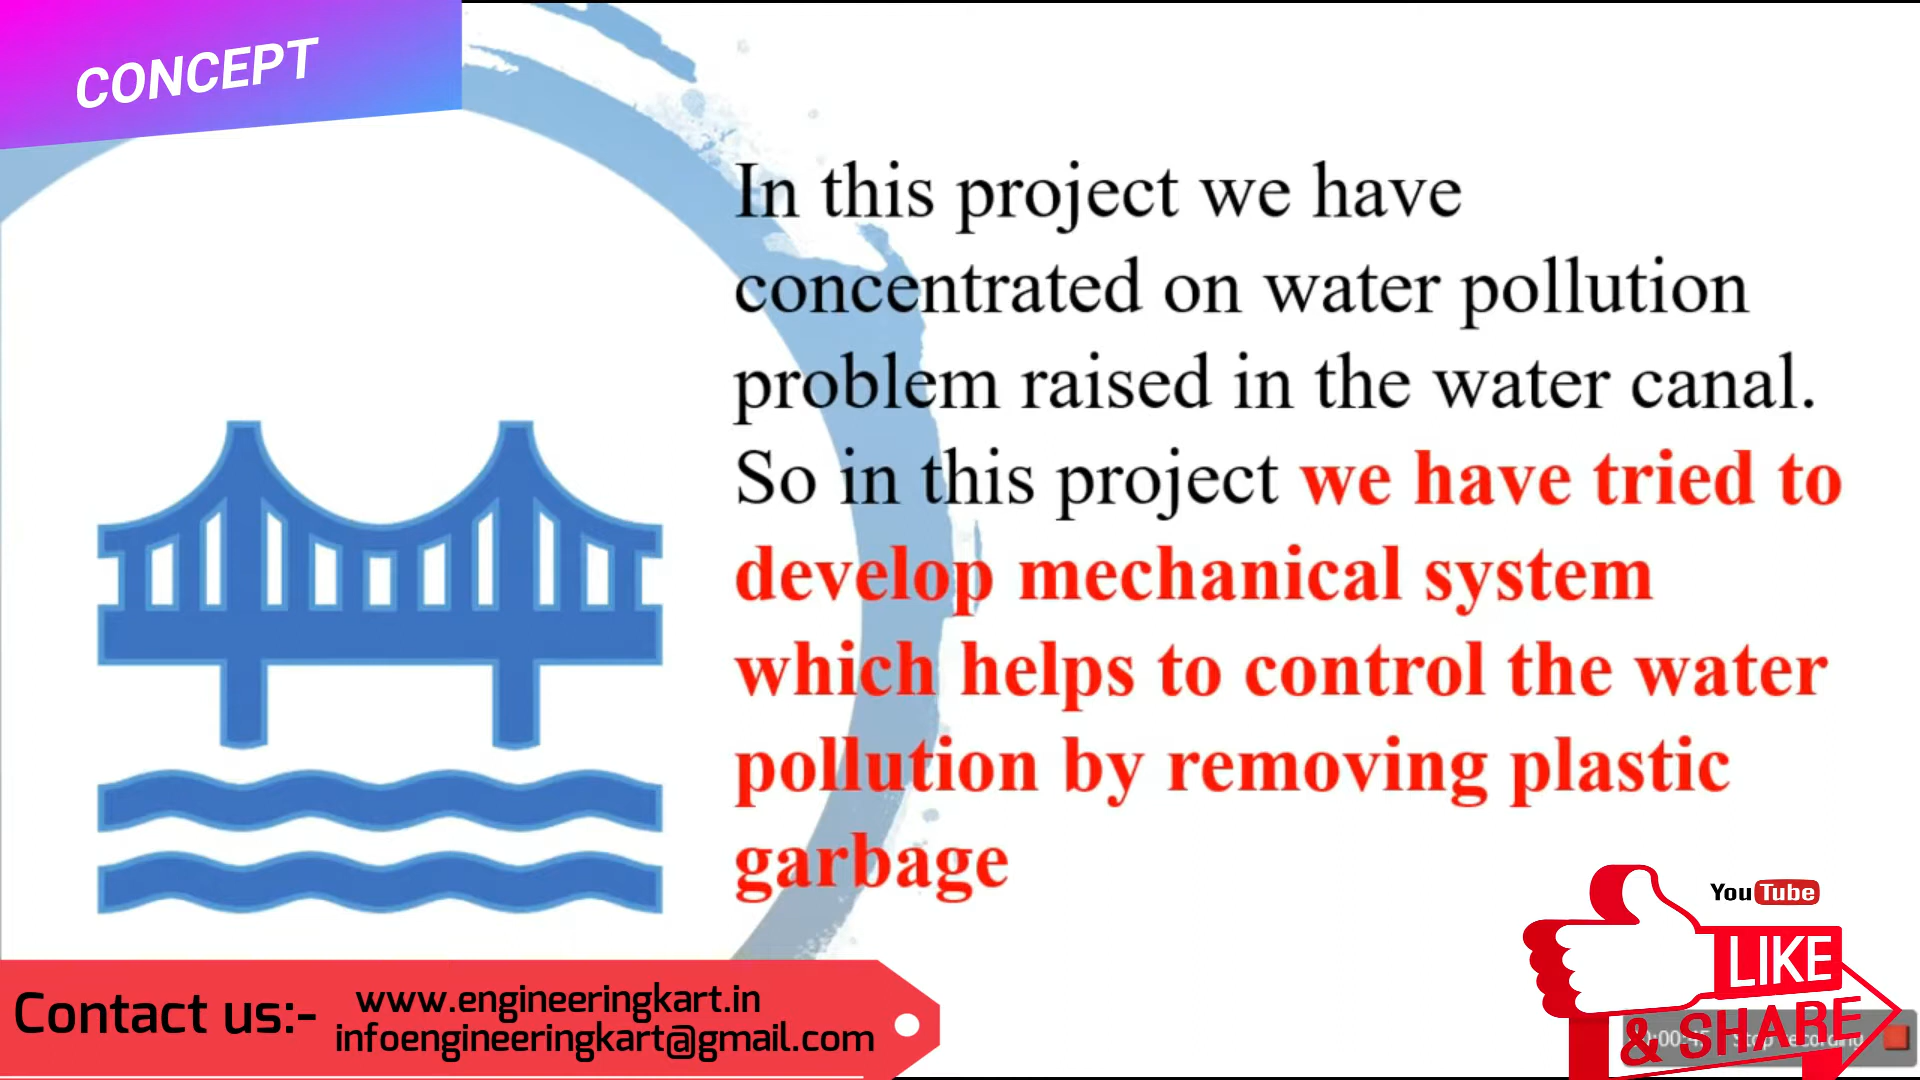 CONCEPT
In this project we have
concentrated on water pollution
problem raised in the water canal.
So in this project we have tried to
develop mechanical system
which helps to control the water
pollution by removing plastic
garbage
YouTube
LIKE
& SHARE
Contact us:-
www.engineeringkart.in
infoengineeringkart@gmail.com
Stop recording